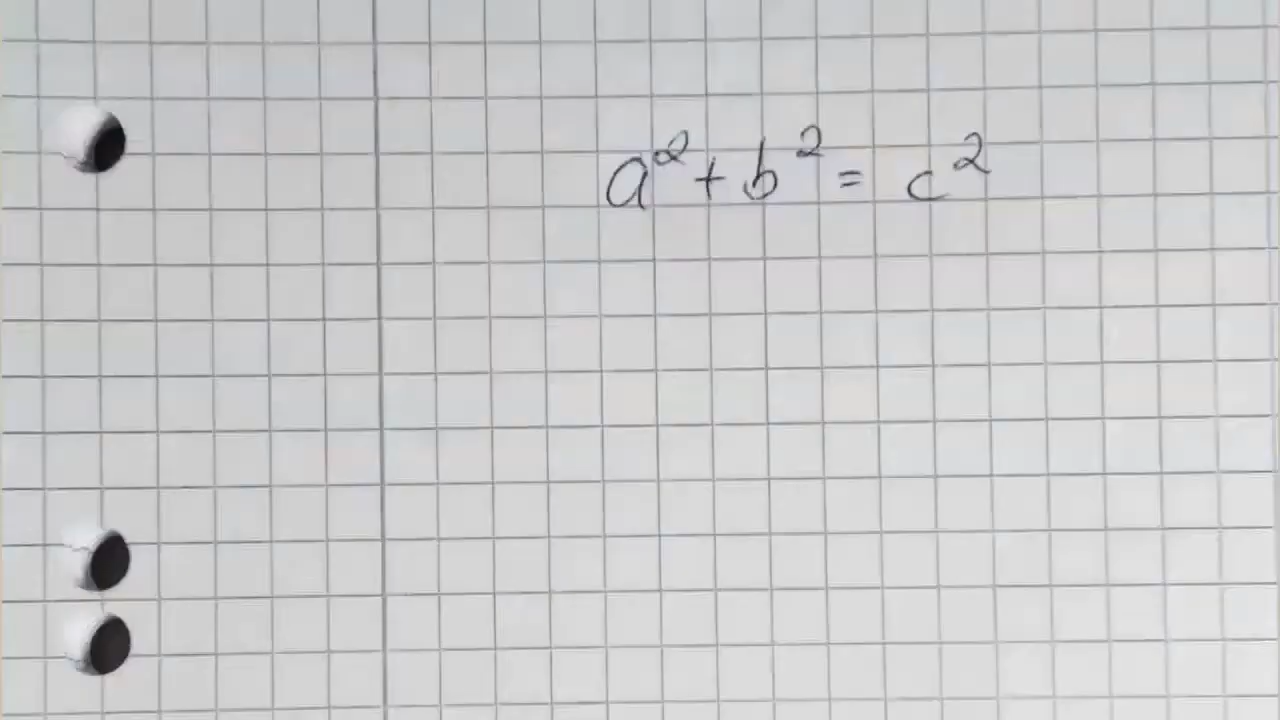 a² + b² = c²